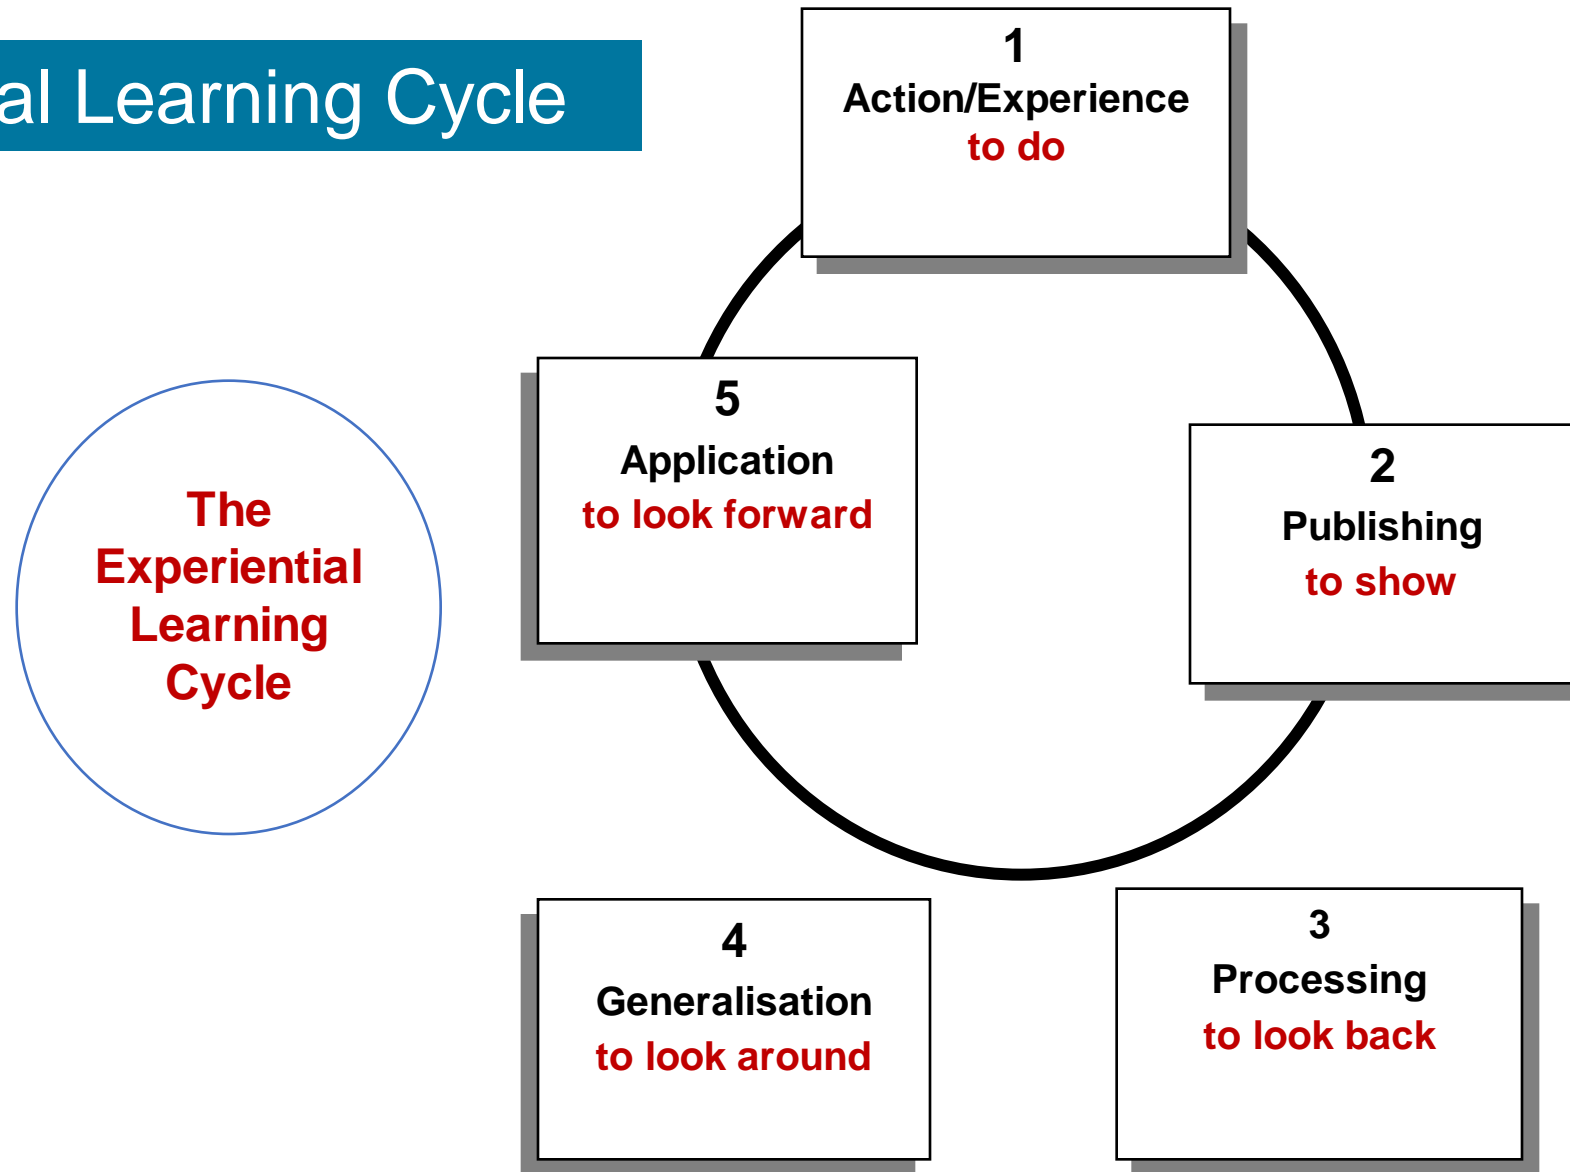 al Learning Cycle
1
Action/Experience
to do
5
Application
to look forward
2
Publishing
to show
The
Experiential
Learning
Cycle
4
Generalisation
to look around
3
Processing
to look back